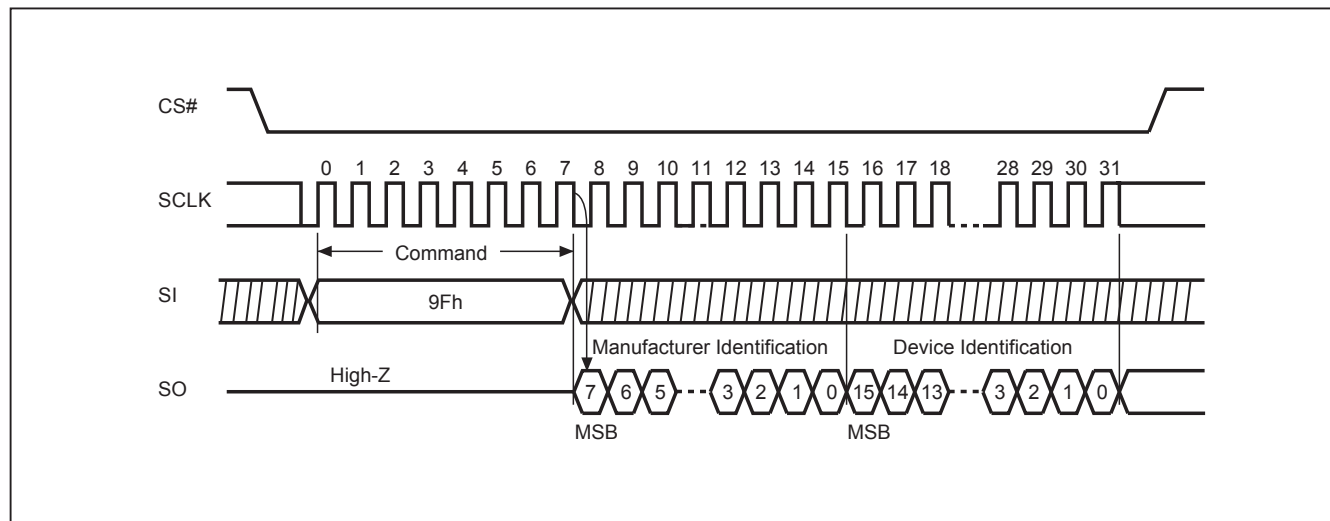 CS#
0 1 2 3 4 5 6 7 8 9 10 11 12 13 14 15 16 17 18 28 29 30 31
SCLK
Command
SI
9Fh
Manufacturer Identification Device Identification
High-Z
SO
7 6 5 3 2 1 0 15 14 13 3 2 1 0
MSB MSB